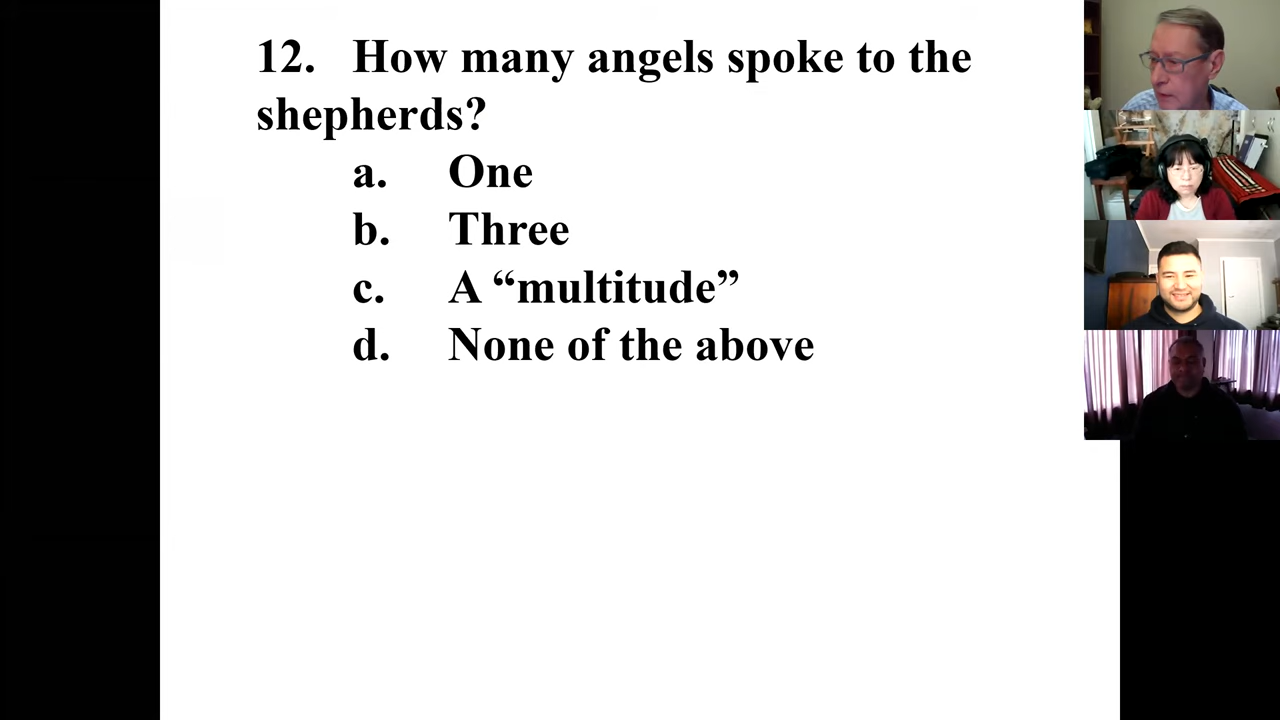 12. How many angels spoke to the
shepherds?
a. One
b. Three
c. A “multitude”
d. None of the above